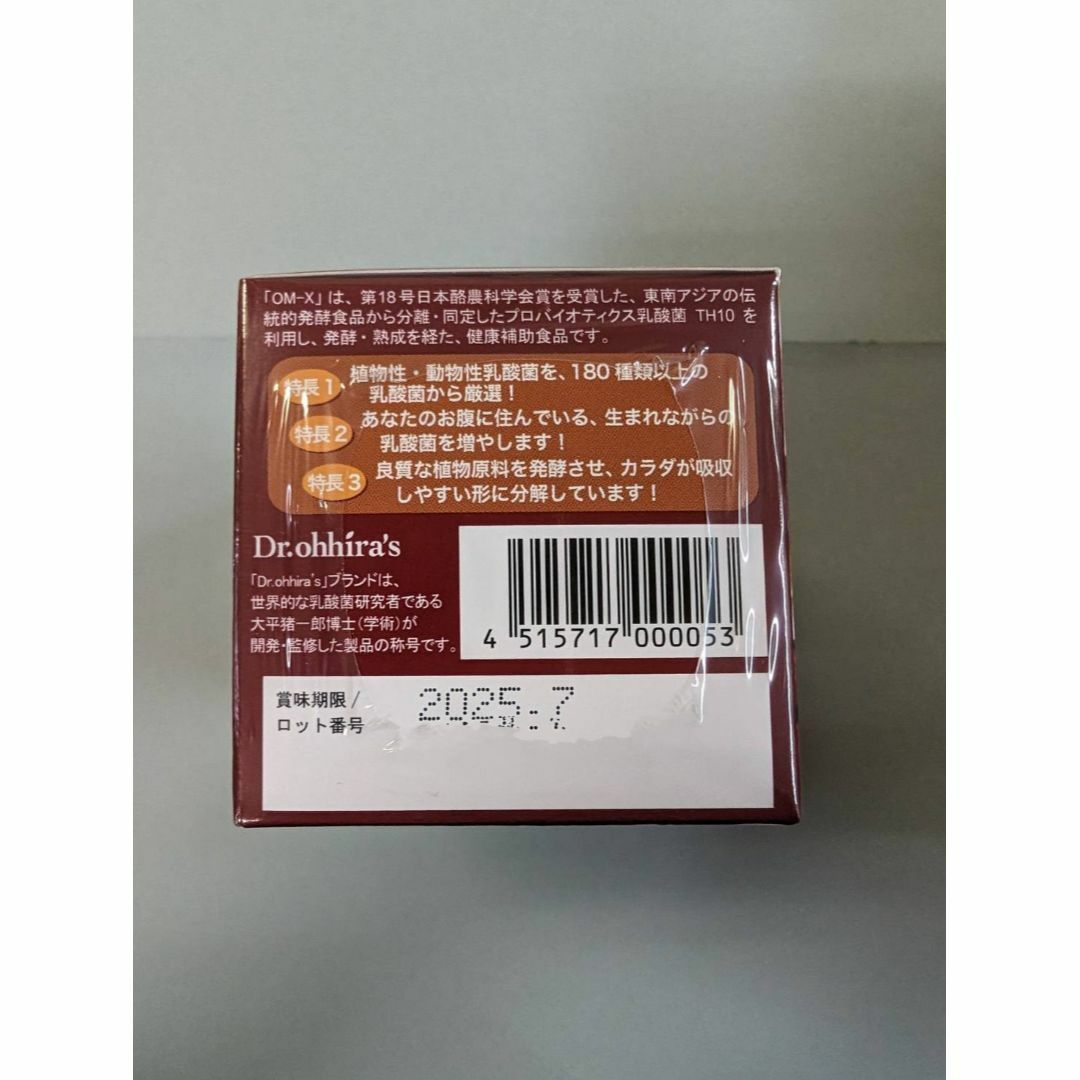 「OM-X」は、第18号日本酪農科学会賞を受賞した、東南アジアの伝
統的発酵食品から分離・同定したプロバイオティクス乳酸菌 TH10 を
利用し、発酵・熟成を経た、健康補助食品です。
特長1 植物性・動物性乳酸菌を、180 種類以上の
乳酸菌から厳選！
特長2 あなたのお腹に住んでいる、生まれながらの
乳酸菌を増やします！
特長3 良質な植物原料を発酵させ、カラダが吸収
しやすい形に分解しています！
Dr.ohhira's
「Dr.ohhira's」ブランドは、
世界的な乳酸菌研究者である
大平猪一郎博士（学術）が
開発・監修した製品の称号です。
4 515717 000053
賞味期限／ 2025.7
ロット番号